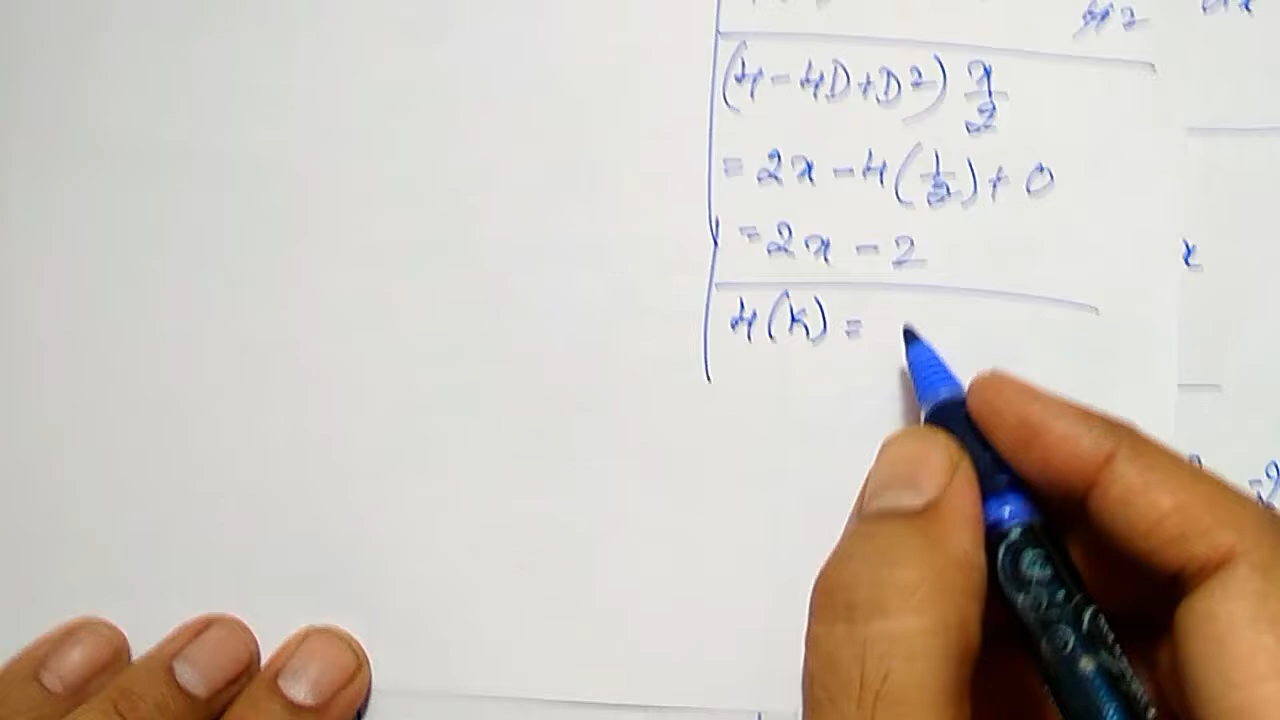 (4-4D+D²) x/2
= 2x - 4(1/2) + 0
= 2x - 2
4(K) =
x